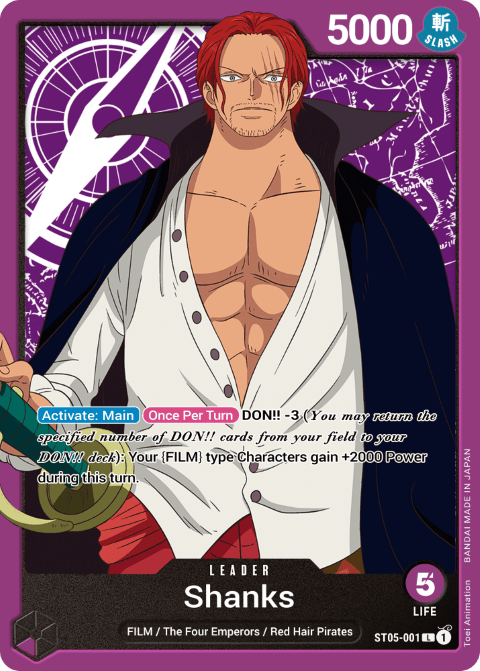 5000
斬
SLASH
Activate: Main Once Per Turn DON!! -3 (You may return the
specified number of DON!! cards from your field to your
DON!! deck): Your {FILM} type Characters gain +2000 Power
during this turn.
LEADER
Shanks
FILM / The Four Emperors / Red Hair Pirates
5
LIFE
ST05-001 L 1
Toei Animation BANDAI MADE IN JAPAN